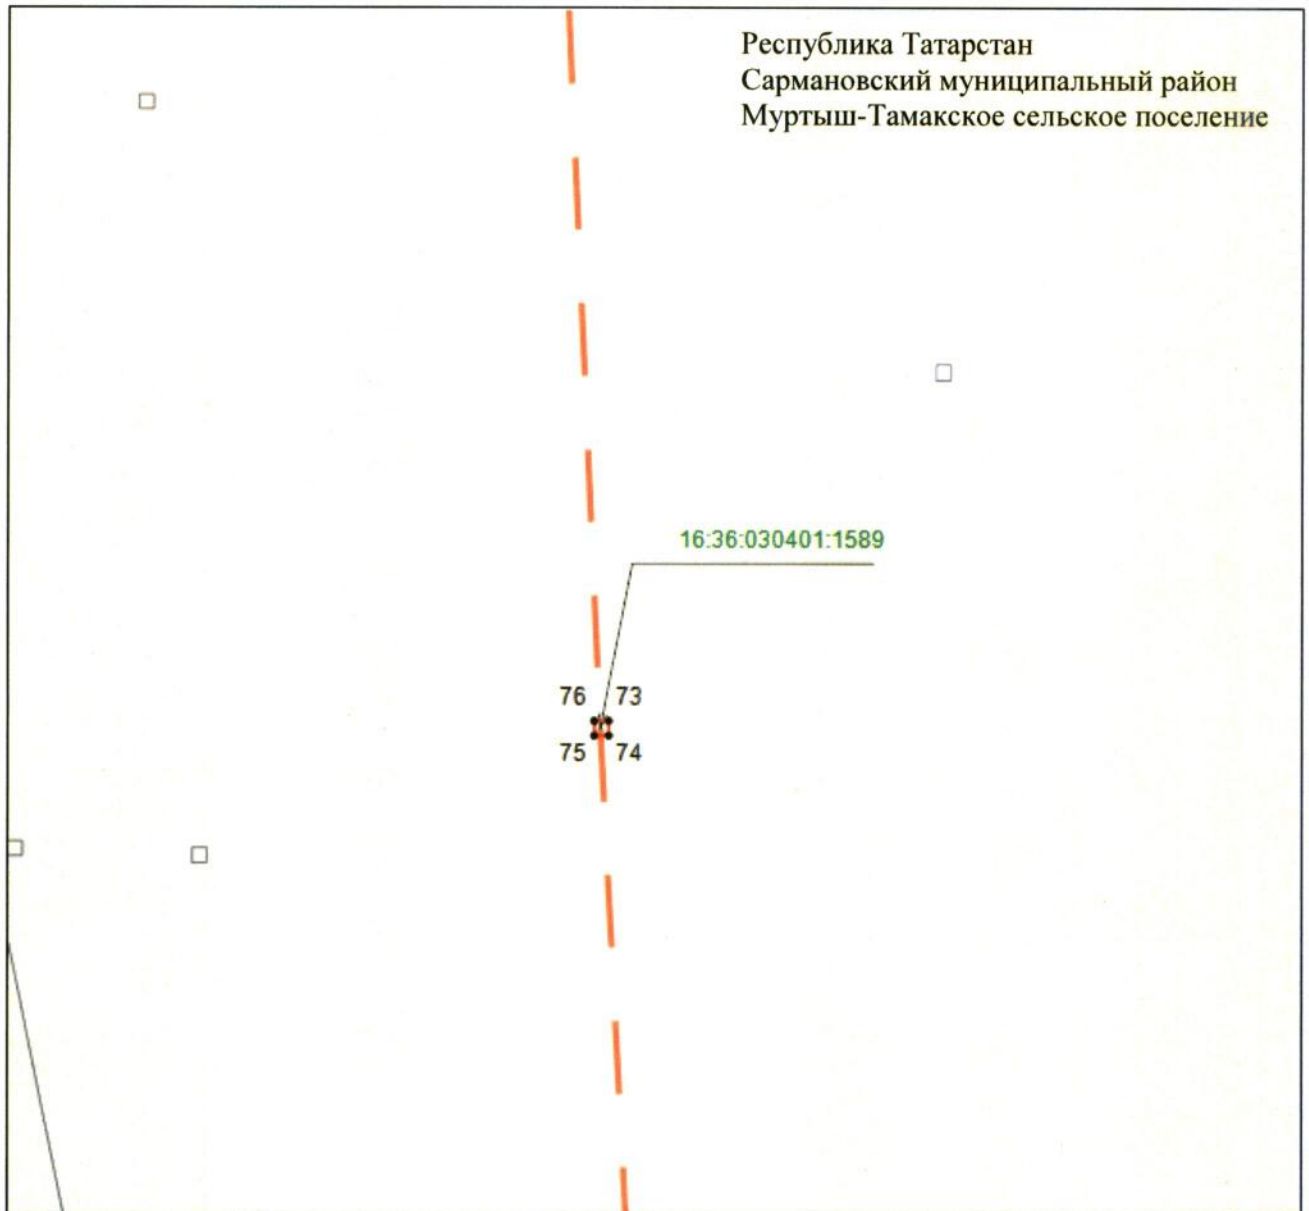 Республика Татарстан
Сармановский муниципальный район
Муртыш-Тамакское сельское поселение
16:36:030401:1589
76 73
75 74